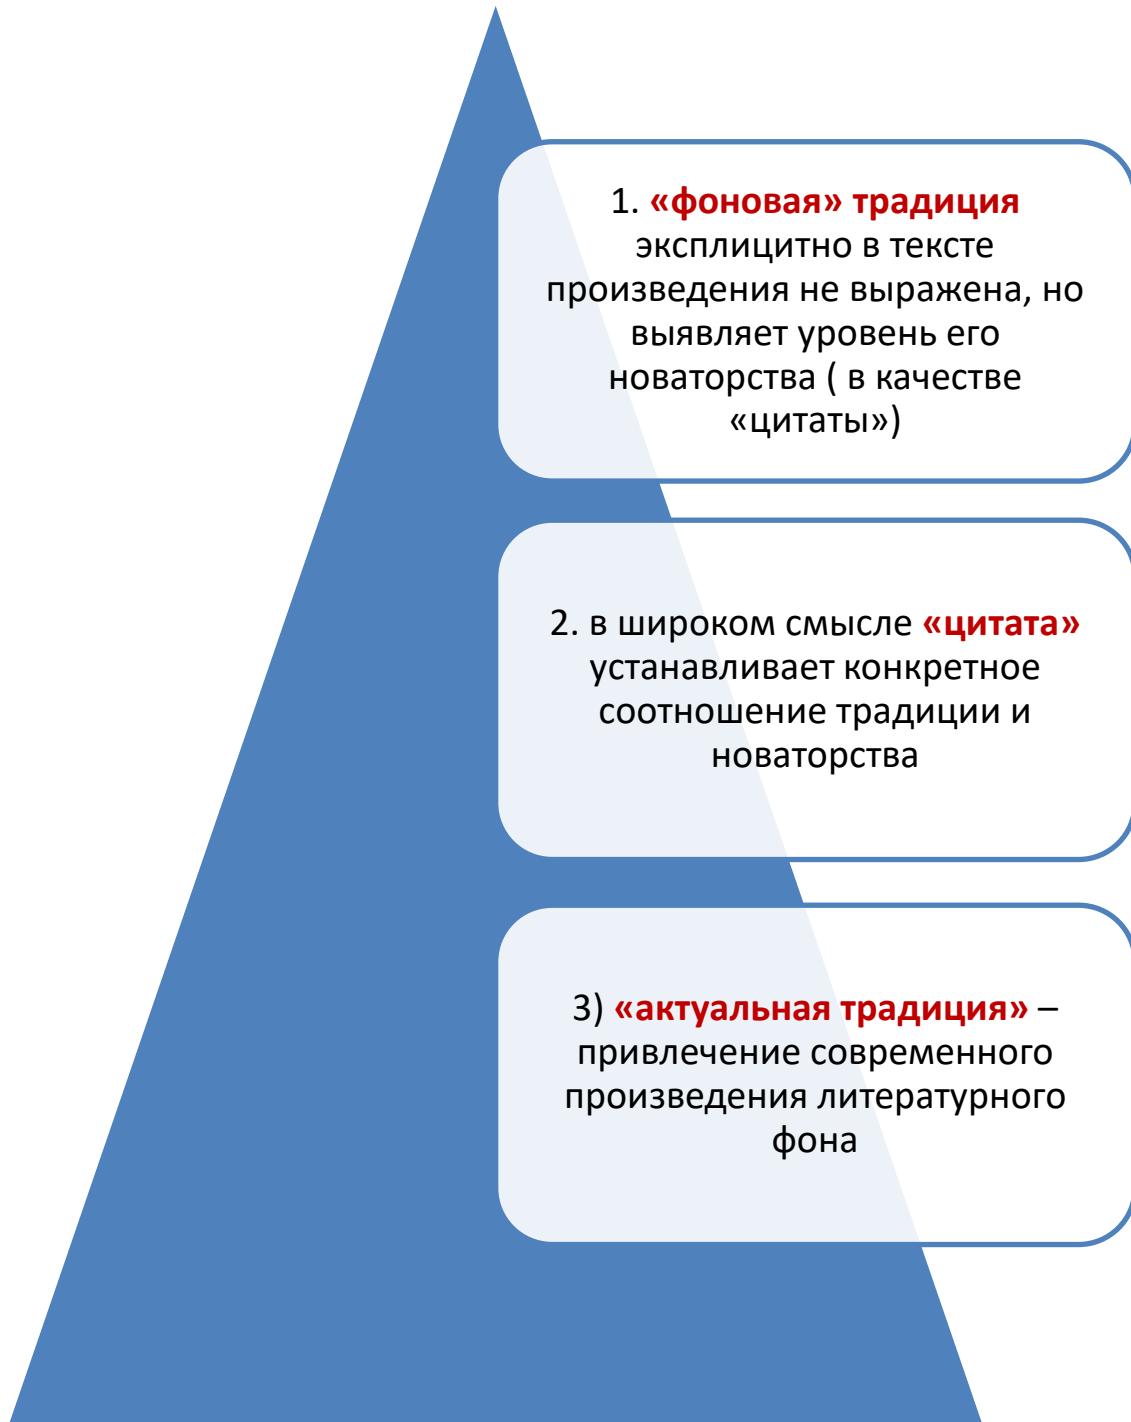 1. «фоновая» традиция
эксплицитно в тексте
произведения не выражена, но
выявляет уровень его
новаторства ( в качестве
«цитаты»)
2. в широком смысле «цитата»
устанавливает конкретное
соотношение традиции и
новаторства
3) «актуальная традиция» –
привлечение современного
произведения литературного
фона